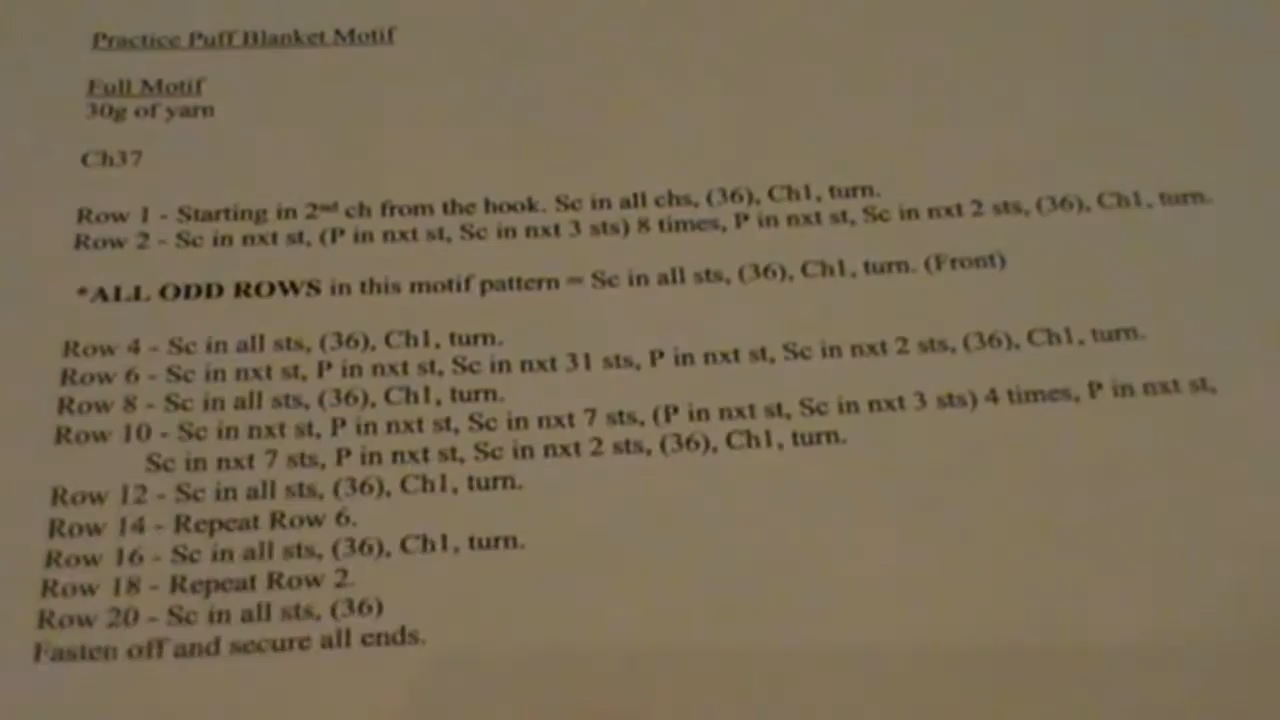 Practice Puff Blanket Motif
Full Motif
30g of yarn
Ch37
Row 1 - Starting in 2nd ch from the hook. Sc in all chs, (36), Ch1, turn.
Row 2 - Sc in nxt st, (P in nxt st, Sc in nxt 3 sts) 8 times, P in nxt st, Sc in nxt 2 sts, (36), Ch1, turn.
*ALL ODD ROWS in this motif pattern = Sc in all sts, (36), Ch1, turn. (Front)
Row 4 - Sc in all sts, (36), Ch1, turn.
Row 6 - Sc in nxt st, P in nxt st, Sc in nxt 31 sts, P in nxt st, Sc in nxt 2 sts, (36), Ch1, turn.
Row 8 - Sc in all sts, (36), Ch1, turn.
Row 10 - Sc in nxt st, P in nxt st, Sc in nxt 7 sts, (P in nxt st, Sc in nxt 3 sts) 4 times, P in nxt st,
Sc in nxt 7 sts, P in nxt st, Sc in nxt 2 sts, (36), Ch1, turn.
Row 12 - Sc in all sts, (36), Ch1, turn.
Row 14 - Repeat Row 6.
Row 16 - Sc in all sts, (36), Ch1, turn.
Row 18 - Repeat Row 2.
Row 20 - Sc in all sts, (36)
Fasten off and secure all ends.